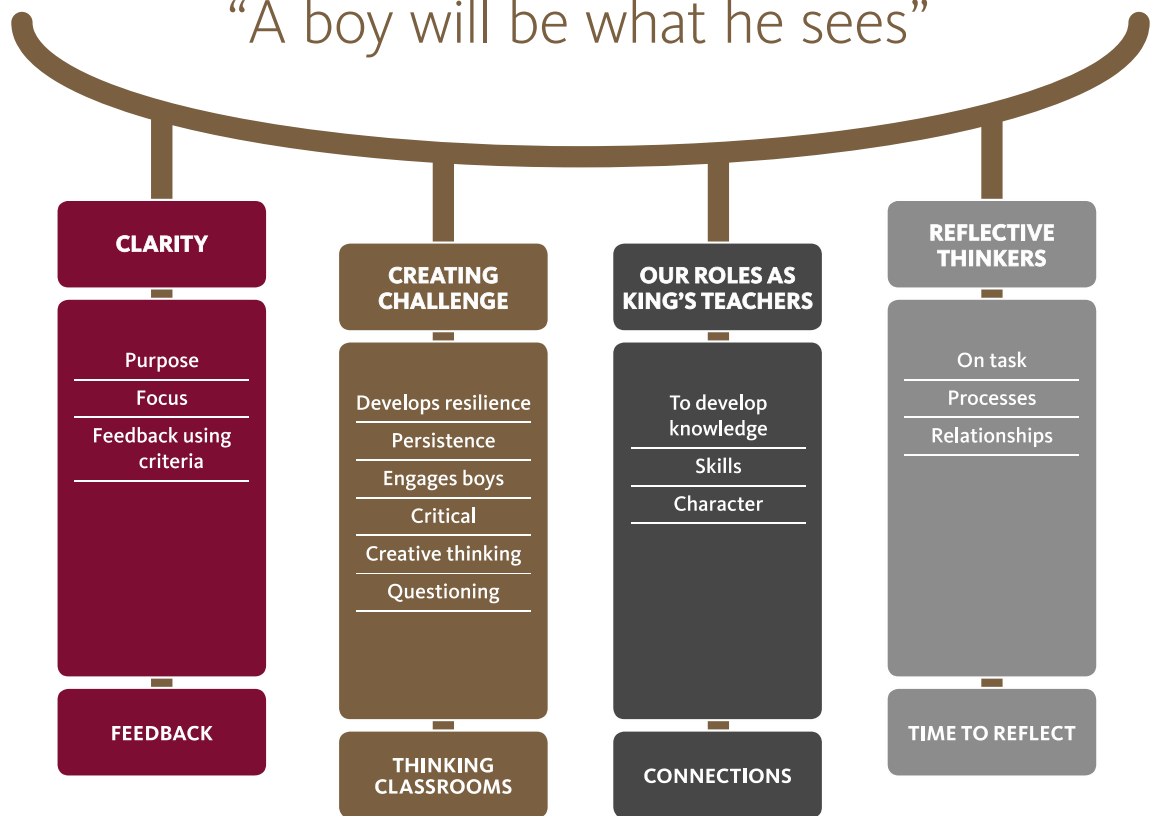 “A boy will be what he sees”
CLARITY
Purpose
Focus
Feedback using
criteria
FEEDBACK
CREATING
CHALLENGE
Develops resilience
Persistence
Engages boys
Critical
Creative thinking
Questioning
THINKING
CLASSROOMS
OUR ROLES AS
KING’S TEACHERS
To develop
knowledge
Skills
Character
CONNECTIONS
REFLECTIVE
THINKERS
On task
Processes
Relationships
TIME TO REFLECT